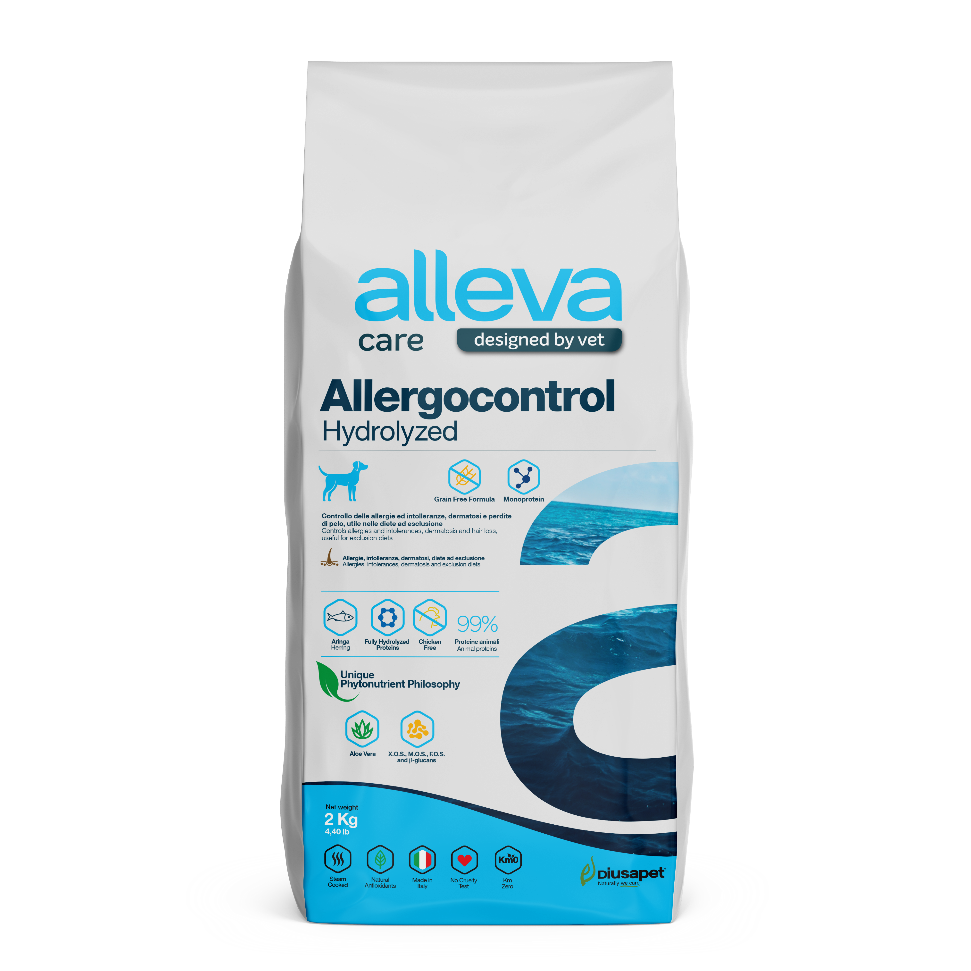 alleva
care
designed by vet
Allergocontrol
Hydrolyzed
Grain Free Formula
Monoprotein
Controllo delle allergie ed intolleranze, dermatosi e perdite
di pelo, utile nelle diete ad esclusione
Controls allergies and intolerances, dermatosis and hair loss,
useful for exclusion diets
Allergie, intolleranze, dermatosi, diete ad esclusione
Allergies, intolerances, dermatosis and exclusion diets
Aringa
Herring
Fully Hydrolyzed
Proteins
Chicken
Free
99%
Proteine animali
Animal proteins
Unique
Phytonutrient Philosophy
Aloe Vera
X.O.S., M.O.S., F.O.S.
and β-glucans
Net weight
2 Kg
4,40 lb
Steam
Cooked
Natural
Antioxidants
Made in
Italy
No Cruelty
Test
Km0
Km
Zero
Diusapet
Naturally we can.